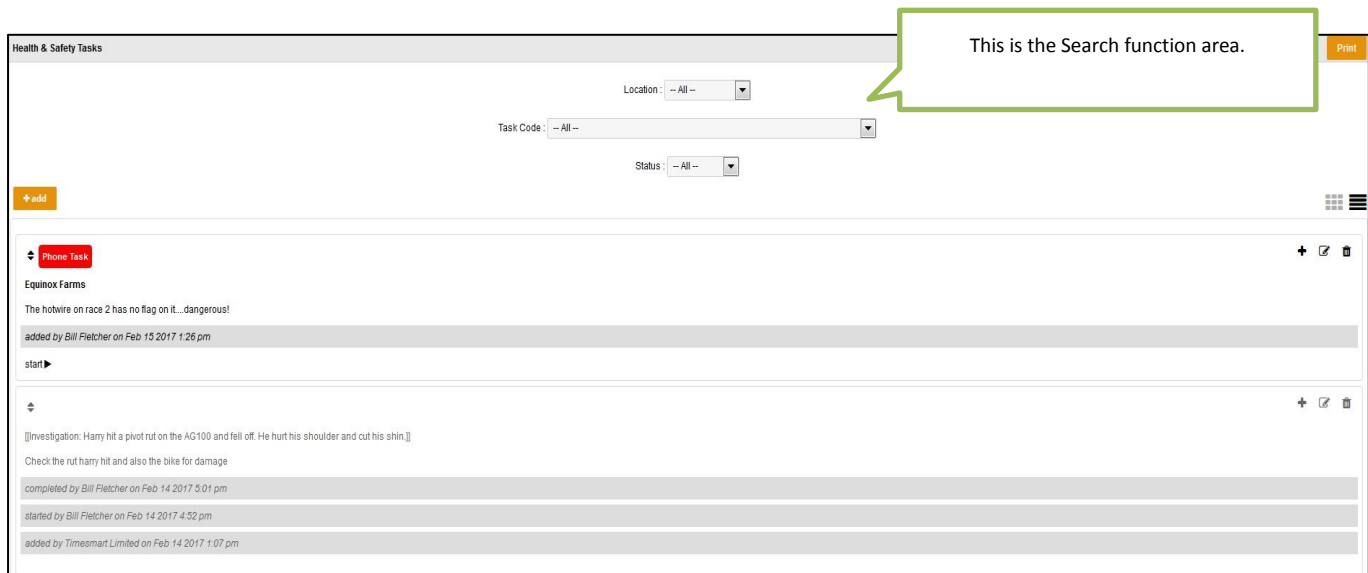 This is the Search function area.
Health & Safety Tasks
Print
Location : -- All --
Task Code : -- All --
Status : -- All --
+ add
Phone Task
Equinox Farms
The hotwire on race 2 has no flag on it....dangerous!
added by Bill Fletcher on Feb 15 2017 1:26 pm
start
[[Investigation: Harry hit a pivot rut on the AG100 and fell off. He hurt his shoulder and cut his shin.]]
Check the rut harry hit and also the bike for damage
completed by Bill Fletcher on Feb 14 2017 5:01 pm
started by Bill Fletcher on Feb 14 2017 4:52 pm
added by Timesmart Limited on Feb 14 2017 1:07 pm